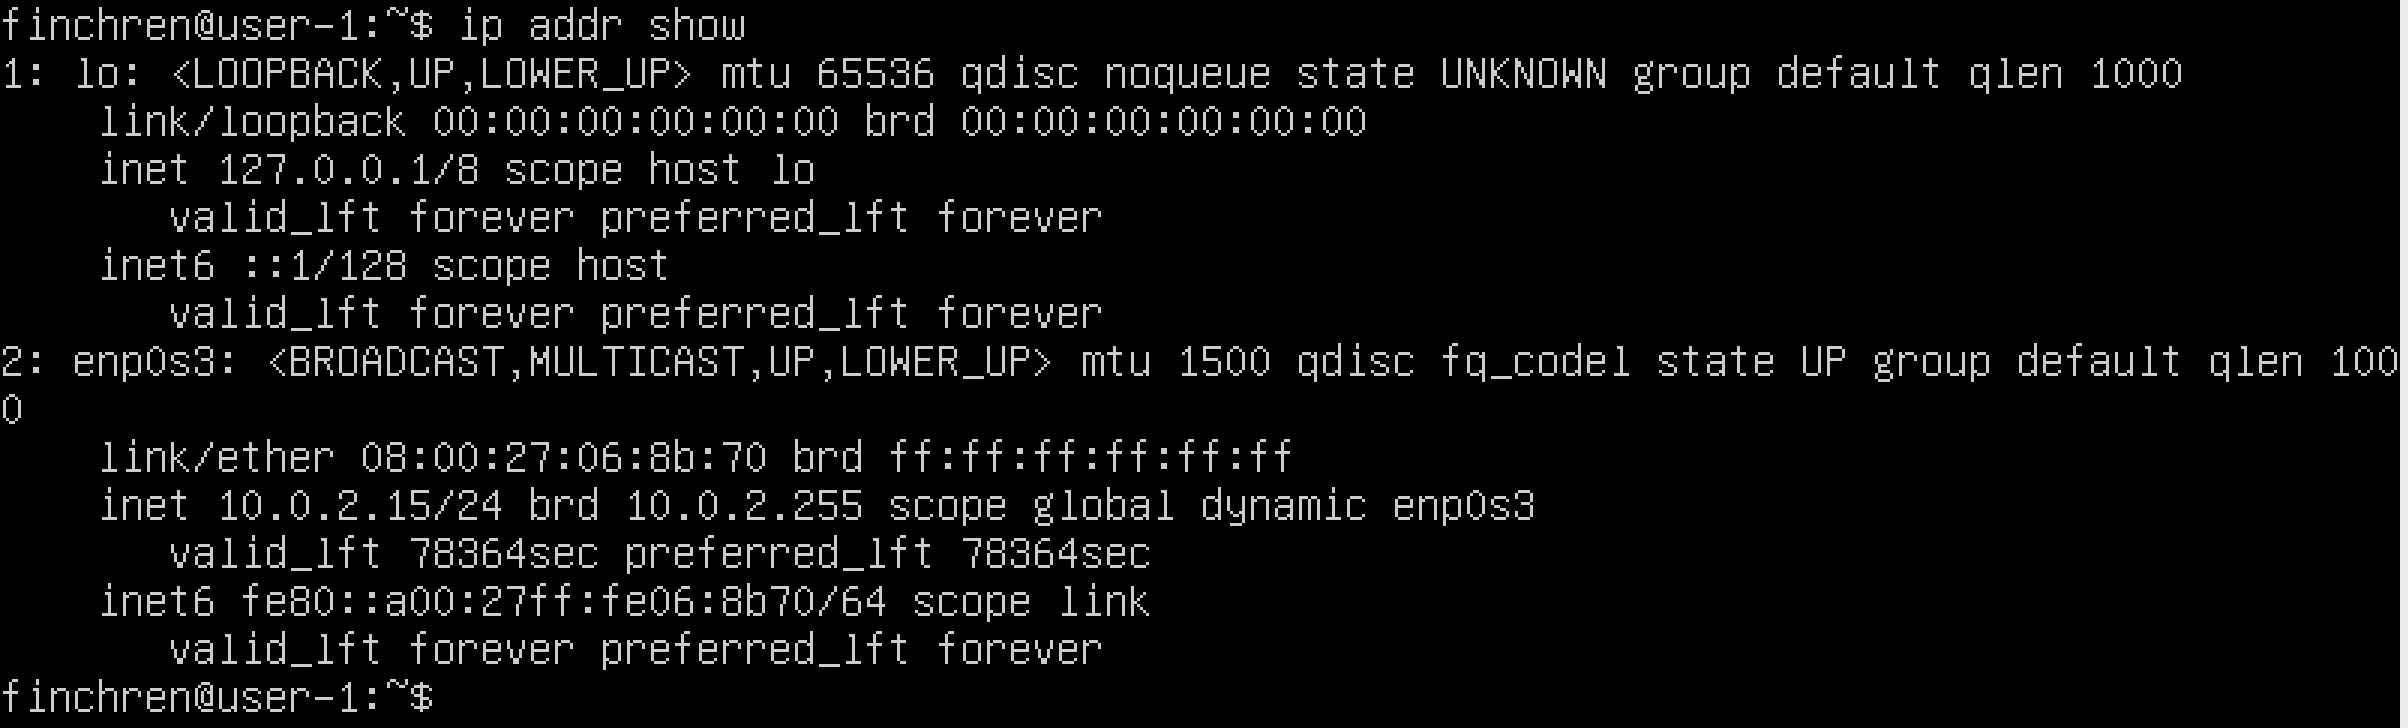 finchren@user-1:~$ ip addr show
1: lo: <LOOPBACK,UP,LOWER_UP> mtu 65536 qdisc noqueue state UNKNOWN group default qlen 1000
    link/loopback 00:00:00:00:00:00 brd 00:00:00:00:00:00
    inet 127.0.0.1/8 scope host lo
       valid_lft forever preferred_lft forever
    inet6 ::1/128 scope host
       valid_lft forever preferred_lft forever
2: enp0s3: <BROADCAST,MULTICAST,UP,LOWER_UP> mtu 1500 qdisc fq_codel state UP group default qlen 100
0
    link/ether 08:00:27:06:8b:70 brd ff:ff:ff:ff:ff:ff
    inet 10.0.2.15/24 brd 10.0.2.255 scope global dynamic enp0s3
       valid_lft 78364sec preferred_lft 78364sec
    inet6 fe80::a00:27ff:fe06:8b70/64 scope link
       valid_lft forever preferred_lft forever
finchren@user-1:~$